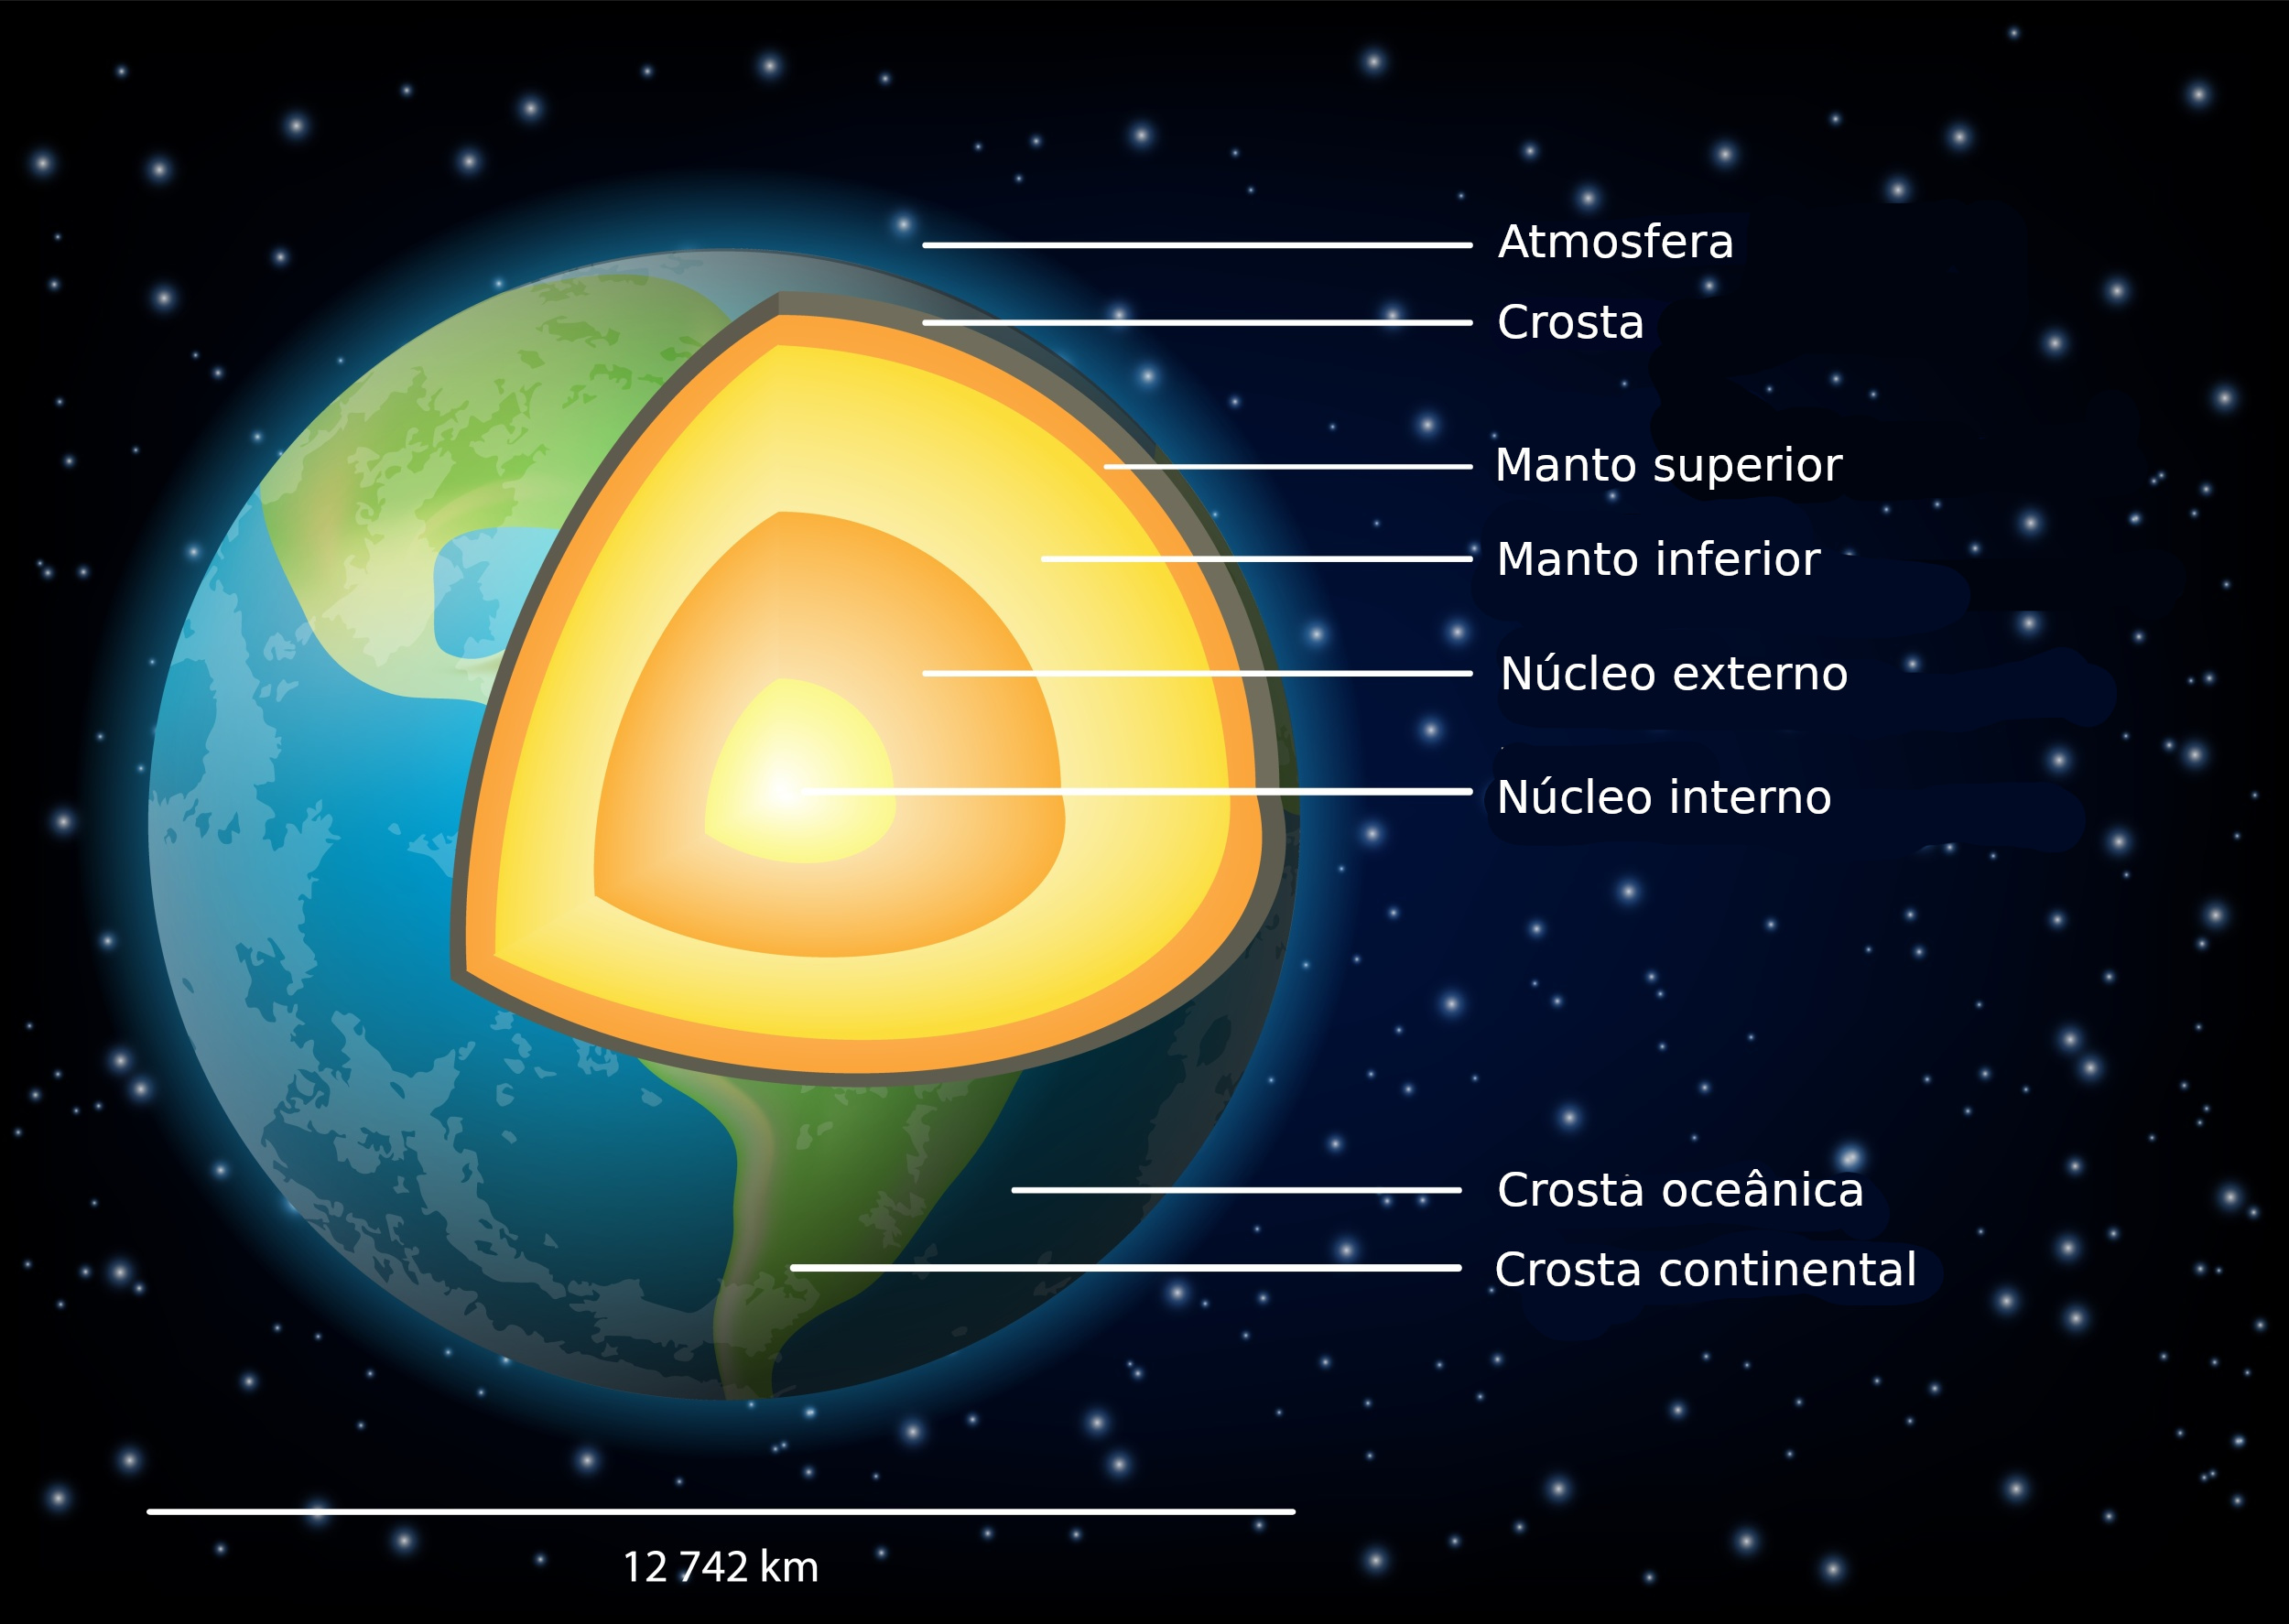 Atmosfera
Crosta
Manto superior
Manto inferior
Núcleo externo
Núcleo interno
Crosta oceânica
Crosta continental
12 742 km